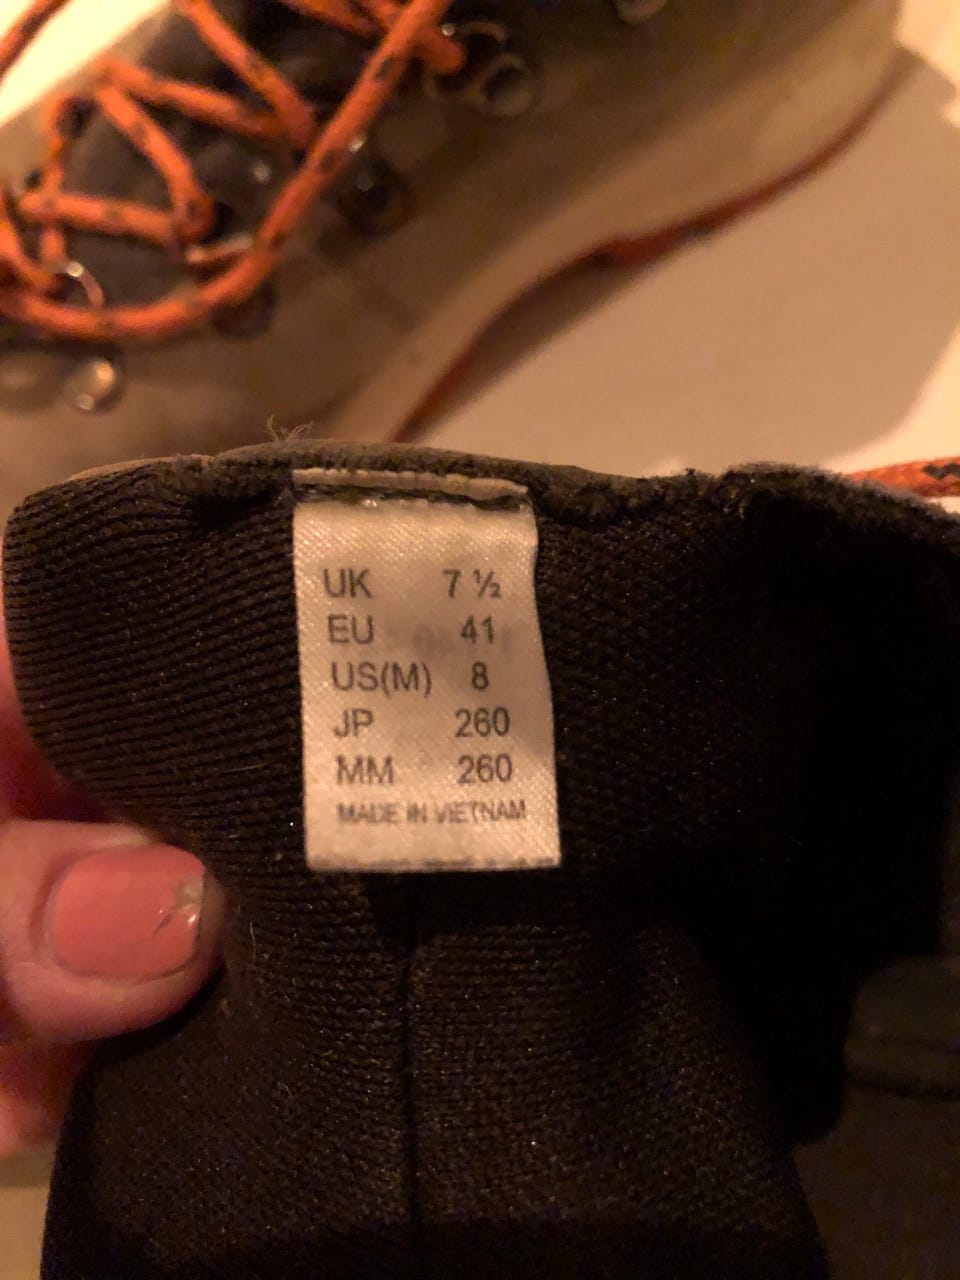 UK 7 ½
EU 41
US(M) 8
JP 260
MM 260
MADE IN VIETNAM